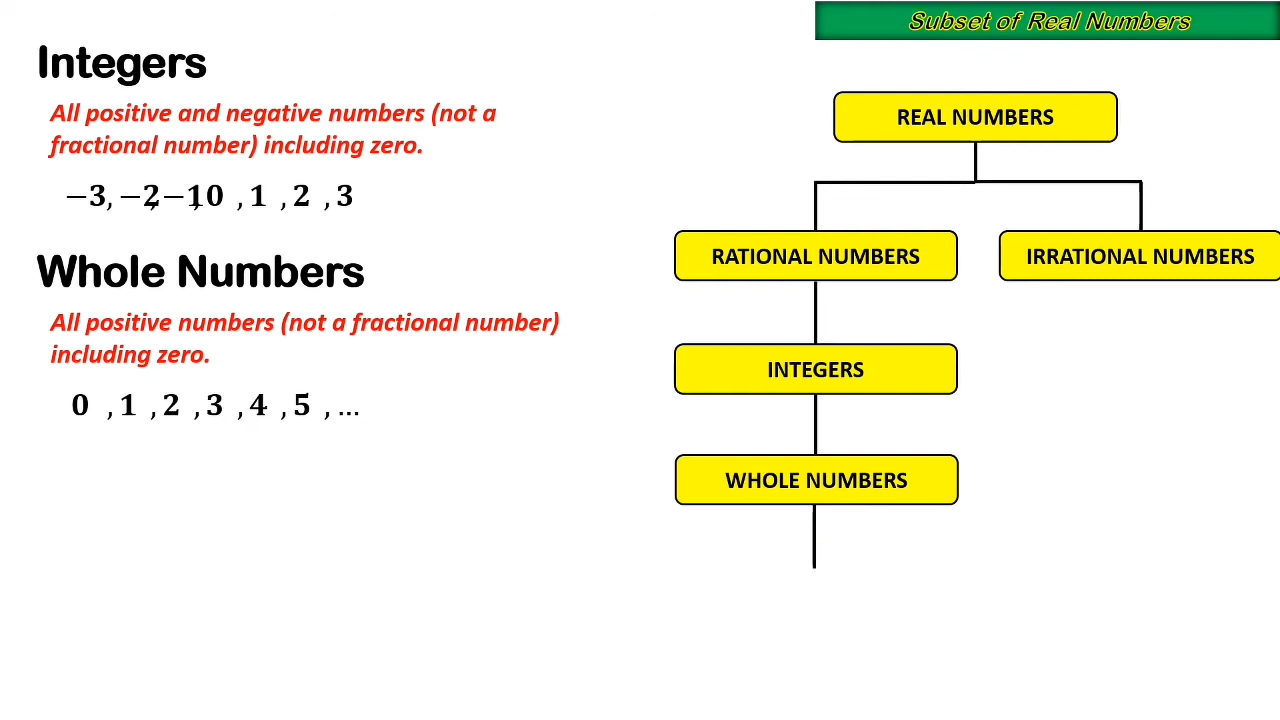 Subset of Real Numbers
Integers
All positive and negative numbers (not a
fractional number) including zero.
−3, −2, −1, 0 , 1 , 2 , 3
Whole Numbers
All positive numbers (not a fractional number)
including zero.
0 , 1 , 2 , 3 , 4 , 5 , ...
REAL NUMBERS
RATIONAL NUMBERS
IRRATIONAL NUMBERS
INTEGERS
WHOLE NUMBERS